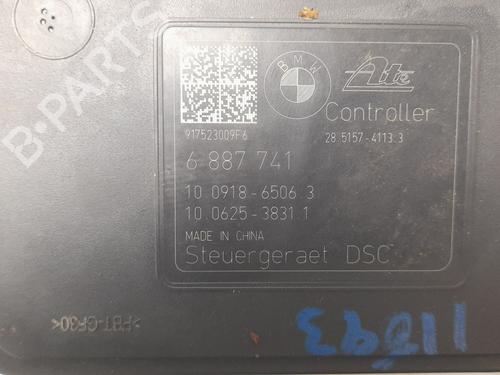 B-PARTS
BMW
Ate
Controller
917523009F6
28.5157-4113.3
6 887 741
10.0918-6506.3
10.0625-3831.1
MADE IN CHINA
Steuergeraet DSC
>PBT-GF30<